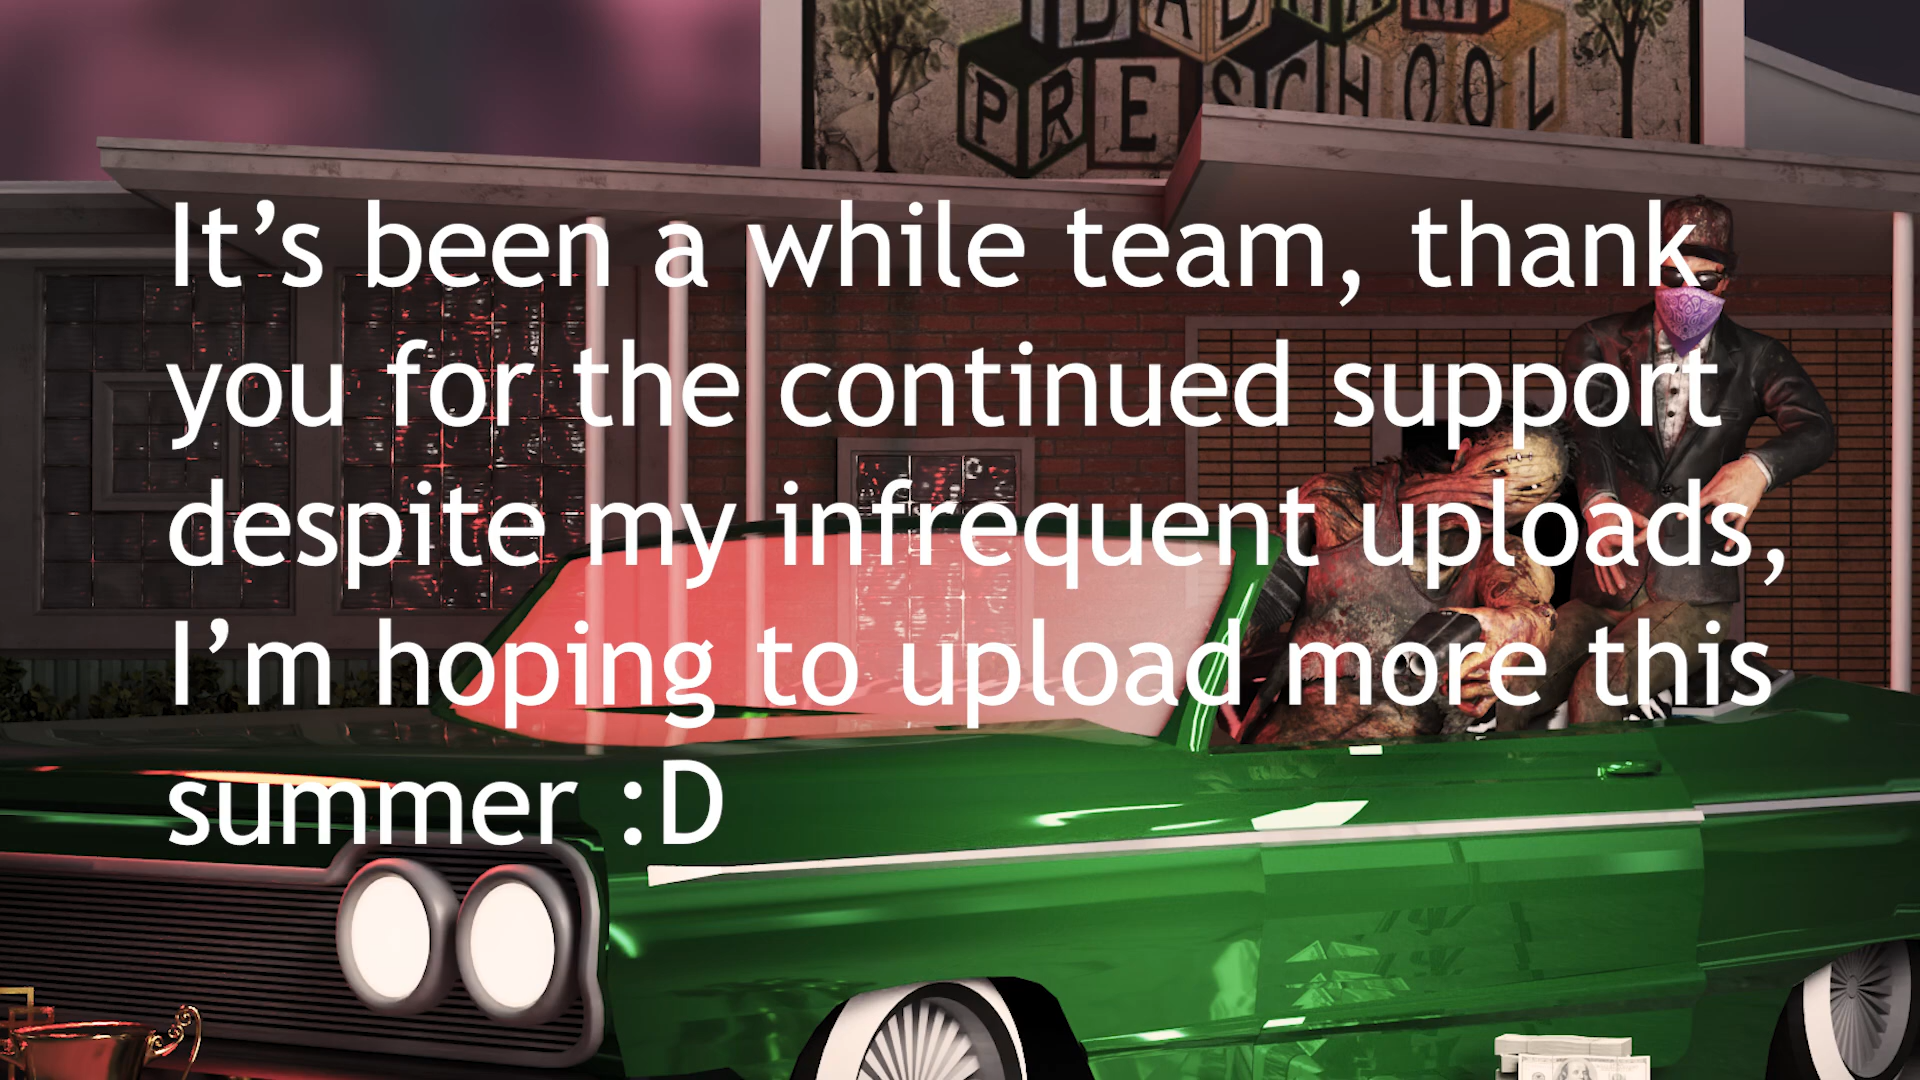 BADHAM
PRESCHOOL
It’s been a while team, thank
you for the continued support
despite my infrequent uploads,
I’m hoping to upload more this
summer :D